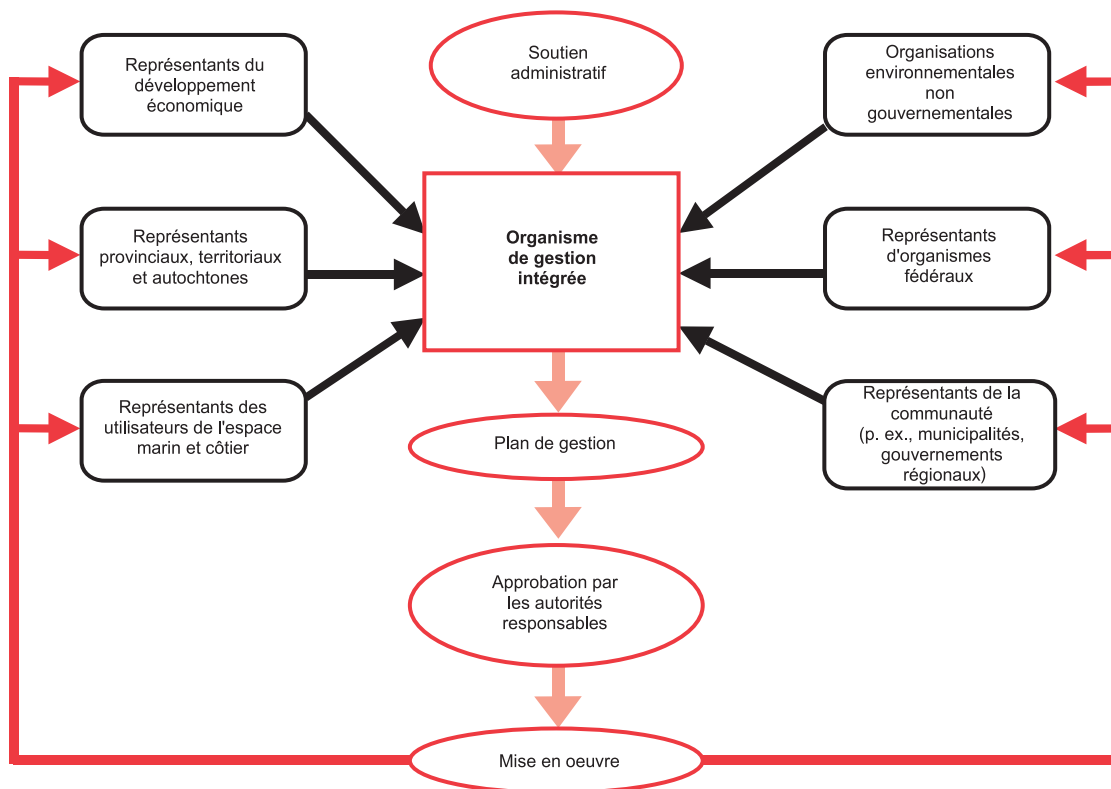 Représentants du
développement
économique
Soutien
administratif
Organisations
environnementales
non
gouvernementales
Représentants
provinciaux, territoriaux
et autochtones
Organisme
de gestion
intégrée
Représentants
d'organismes
fédéraux
Représentants des
utilisateurs de l'espace
marin et côtier
Plan de gestion
Représentants de la
communauté
(p. ex., municipalités,
gouvernements
régionaux)
Approbation par
les autorités
responsables
Mise en oeuvre